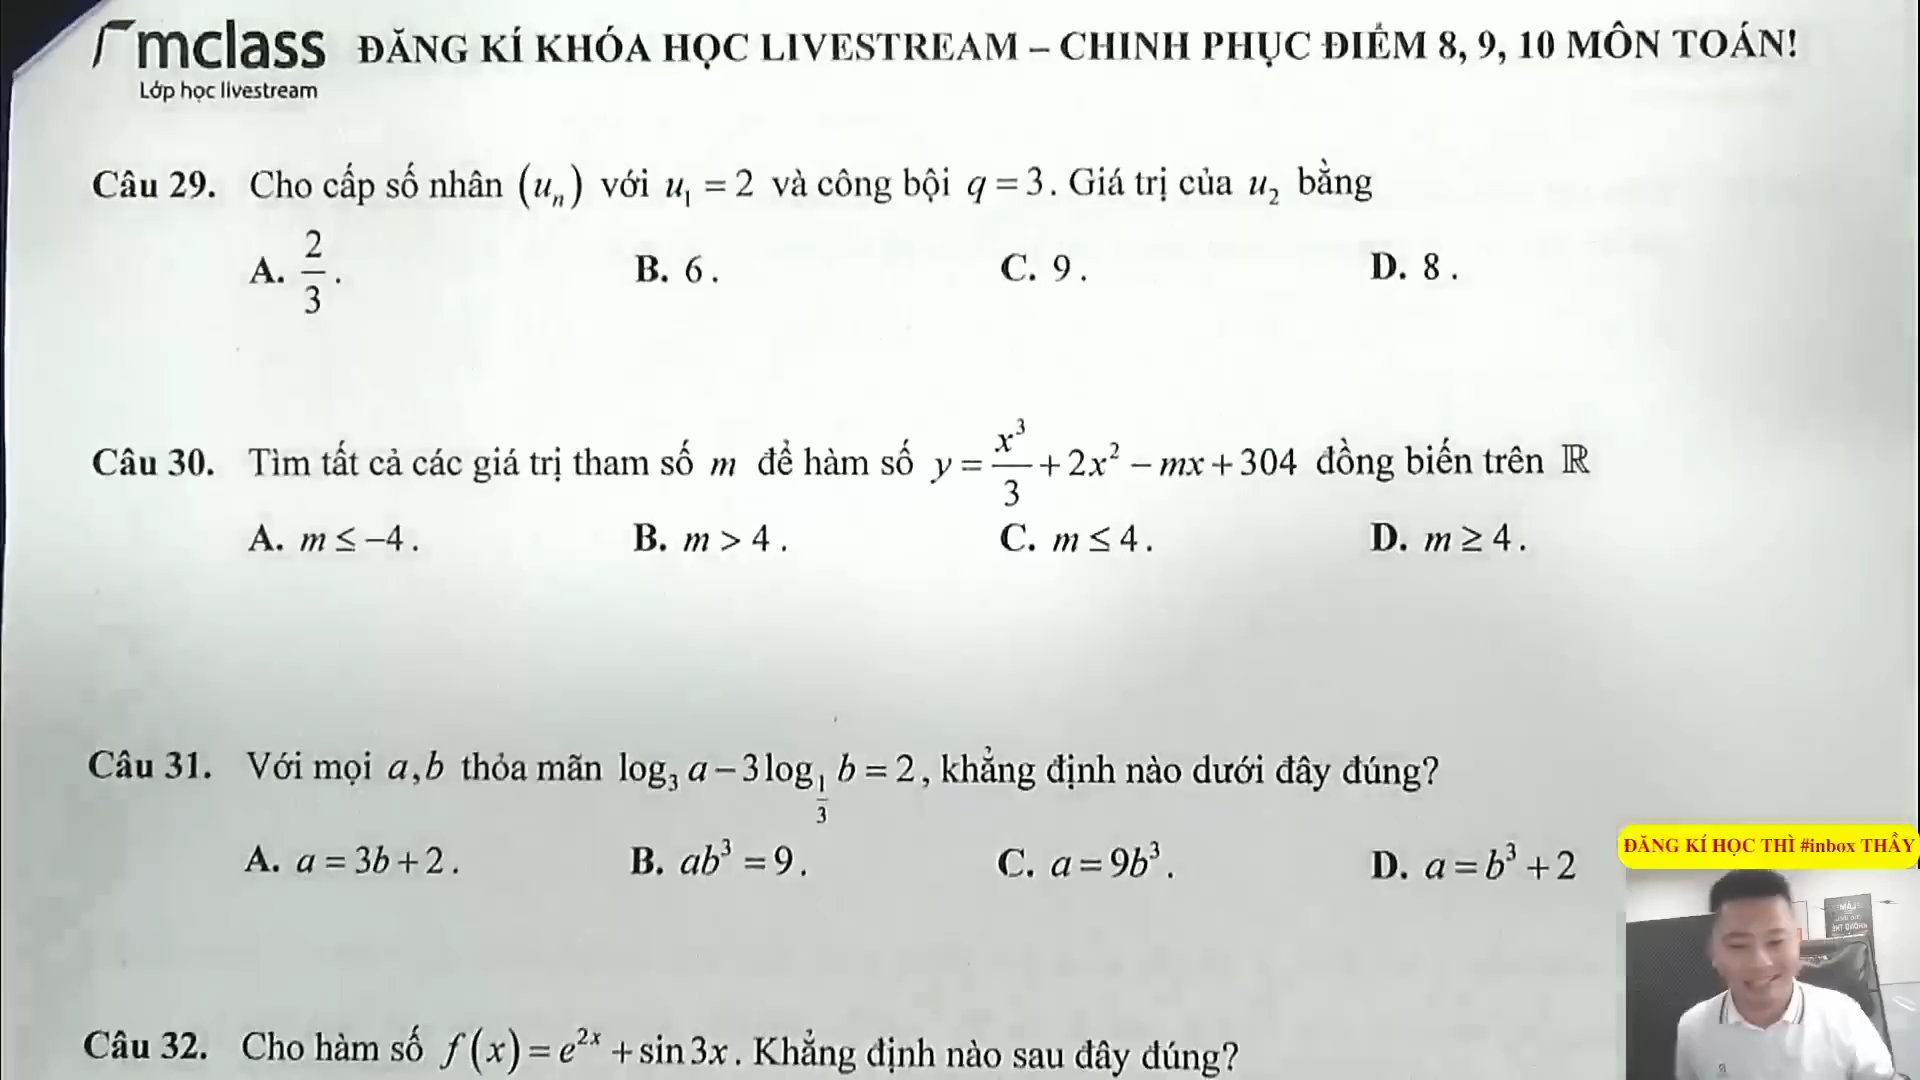 mclass ĐĂNG KÍ KHÓA HỌC LIVESTREAM – CHINH PHỤC ĐIỂM 8, 9, 10 MÔN TOÁN!
Lớp học livestream
Câu 29. Cho cấp số nhân (uₙ) với u₁ = 2 và công bội q = 3. Giá trị của u₂ bằng
A. 2/3. B. 6. C. 9. D. 8.
Câu 30. Tìm tất cả các giá trị tham số m để hàm số y = x³/3 + 2x² − mx + 304 đồng biến trên ℝ
A. m ≤ −4. B. m > 4. C. m ≤ 4. D. m ≥ 4.
Câu 31. Với mọi a,b thỏa mãn log₃ a − 3log_{1/3} b = 2, khẳng định nào dưới đây đúng?
A. a = 3b + 2. B. ab³ = 9. C. a = 9b³. D. a = b³ + 2
ĐĂNG KÍ HỌC THÌ #inbox THẦY
Câu 32. Cho hàm số f(x) = e²ˣ + sin 3x. Khẳng định nào sau đây đúng?